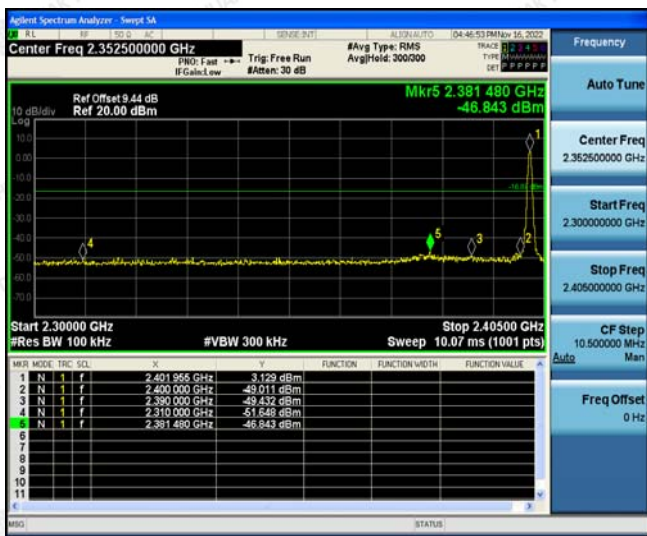 Agilent Spectrum Analyzer - Swept SA
RL RF 50 Ω AC SENSE:INT ALIGN AUTO 04:46:53 PM Nov 16, 2022
Center Freq 2.352500000 GHz
PNO: Fast Trig: Free Run #Avg Type: RMS TRACE 1 2 3 4 5 6
IFGain:Low #Atten: 30 dB Avg|Hold: 300/300 TYPE
DET P P P P P P
Ref Offset 9.44 dB Mkr5 2.381 480 GHz
10 dB/div Ref 20.00 dBm -46.843 dBm
Log
10.0
0.00
-10.0
-20.0
-30.0
-40.0
-50.0
-60.0
-70.0
1
2
3
4
5
Start 2.30000 GHz Stop 2.40500 GHz
#Res BW 100 kHz #VBW 300 kHz Sweep 10.07 ms (1001 pts)
MKR MODE TRC SCL X Y FUNCTION FUNCTION WIDTH FUNCTION VALUE
1 N 1 f 2.401 955 GHz 3.129 dBm
2 N 1 f 2.400 000 GHz -49.011 dBm
3 N 1 f 2.390 000 GHz -49.432 dBm
4 N 1 f 2.310 000 GHz -51.648 dBm
5 N 1 f 2.381 480 GHz -46.843 dBm
6
7
8
9
10
11
MSG STATUS
Frequency
Auto Tune
Center Freq
2.352500000 GHz
Start Freq
2.300000000 GHz
Stop Freq
2.405000000 GHz
CF Step
10.500000 MHz
Auto Man
Freq Offset
0 Hz